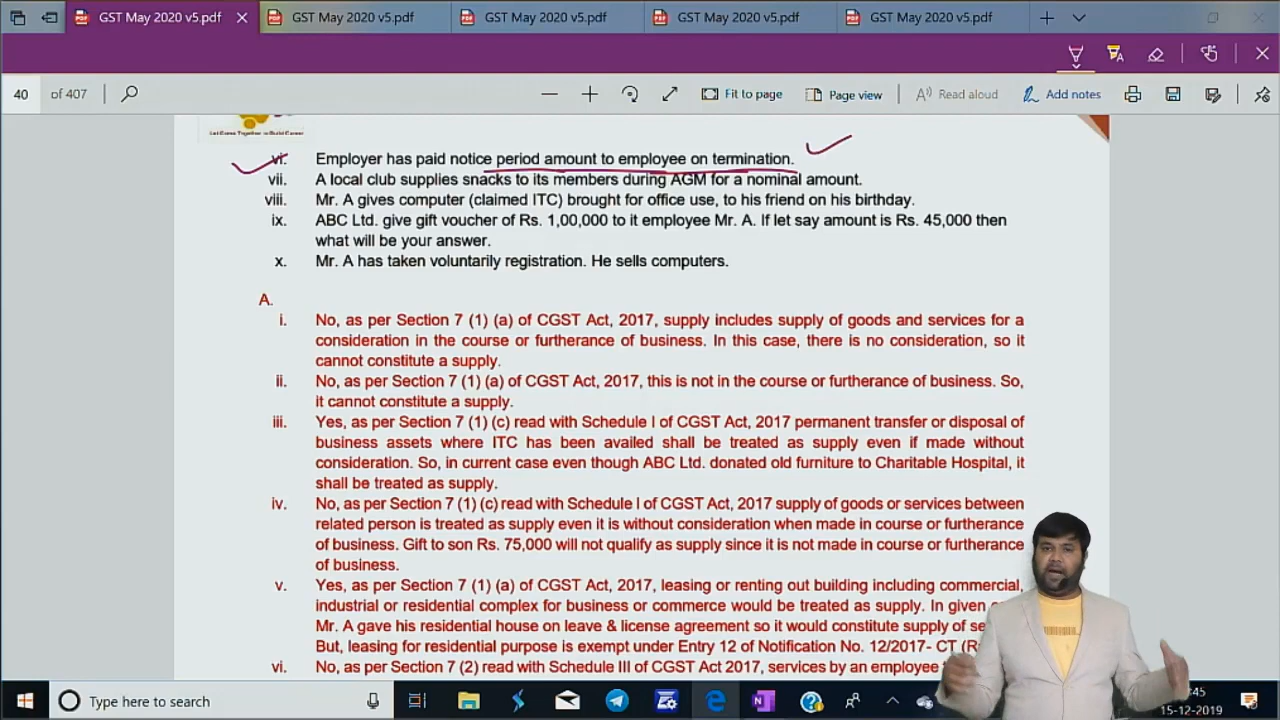 GST May 2020 v5.pdf
GST May 2020 v5.pdf
GST May 2020 v5.pdf
GST May 2020 v5.pdf
GST May 2020 v5.pdf
40 of 407
Fit to page
Page view
Read aloud
Add notes
Let Come Together to Build Career
vi. Employer has paid notice period amount to employee on termination.
vii. A local club supplies snacks to its members during AGM for a nominal amount.
viii. Mr. A gives computer (claimed ITC) brought for office use, to his friend on his birthday.
ix. ABC Ltd. give gift voucher of Rs. 1,00,000 to it employee Mr. A. If let say amount is Rs. 45,000 then
what will be your answer.
x. Mr. A has taken voluntarily registration. He sells computers.
A.
i. No, as per Section 7 (1) (a) of CGST Act, 2017, supply includes supply of goods and services for a
consideration in the course or furtherance of business. In this case, there is no consideration, so it
cannot constitute a supply.
ii. No, as per Section 7 (1) (a) of CGST Act, 2017, this is not in the course or furtherance of business. So,
it cannot constitute a supply.
iii. Yes, as per Section 7 (1) (c) read with Schedule I of CGST Act, 2017 permanent transfer or disposal of
business assets where ITC has been availed shall be treated as supply even if made without
consideration. So, in current case even though ABC Ltd. donated old furniture to Charitable Hospital, it
shall be treated as supply.
iv. No, as per Section 7 (1) (c) read with Schedule I of CGST Act, 2017 supply of goods or services between
related person is treated as supply even it is without consideration when made in course or furtherance
of business. Gift to son Rs. 75,000 will not qualify as supply since it is not made in course or furtherance
of business.
v. Yes, as per Section 7 (1) (a) of CGST Act, 2017, leasing or renting out building including commercial,
industrial or residential complex for business or commerce would be treated as supply. In given
Mr. A gave his residential house on leave & license agreement so it would constitute supply of
But, leasing for residential purpose is exempt under Entry 12 of Notification No. 12/2017- CT
vi. No, as per Section 7 (2) read with Schedule III of CGST Act 2017, services by an employee
Type here to search
:45
15-12-2019